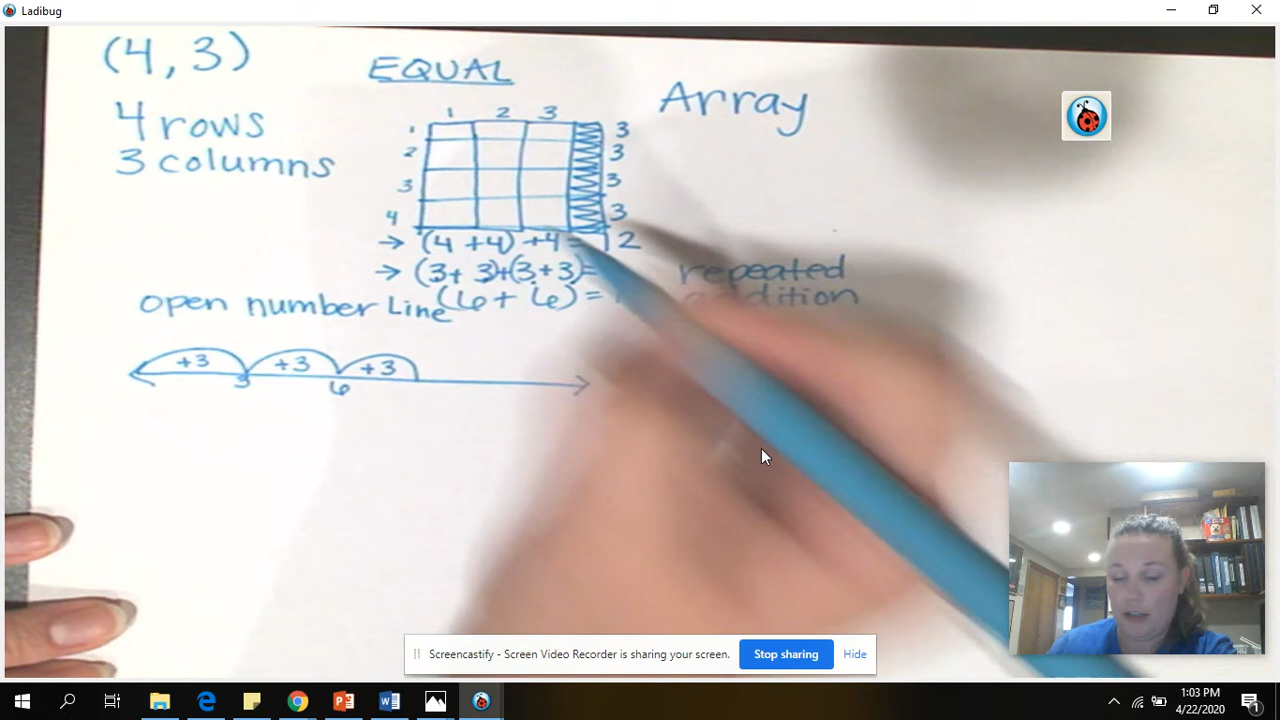 Ladibug
(4, 3)
EQUAL
Array
4 rows
3 columns
1 2 3
1 3
2 3
3 3
4 3
→ (4 + 4) + 4 = 12
→ (3 + 3) + (3 + 3) =
repeated
(6 + 6) =
addition
open number Line
+3 +3 +3
3 6
Screencastify - Screen Video Recorder is sharing your screen.
Stop sharing
Hide
1:03 PM
4/22/2020